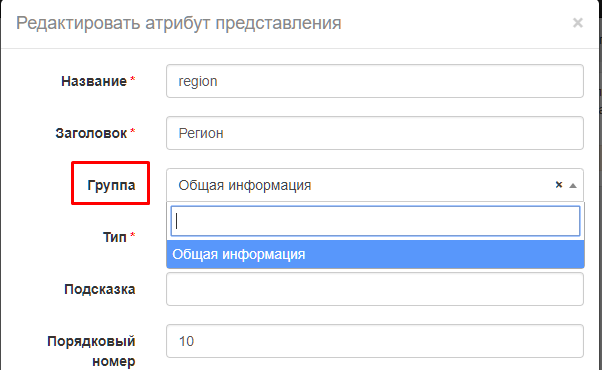 Редактировать атрибут представления ×
Название * region
Заголовок * Регион
Группа Общая информация ×
Тип *
Общая информация
Подсказка
Порядковый номер 10